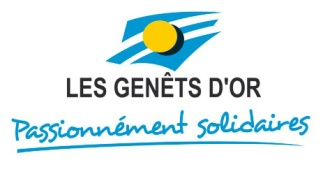 LES GENÊTS D'OR
Passionnément solidaires